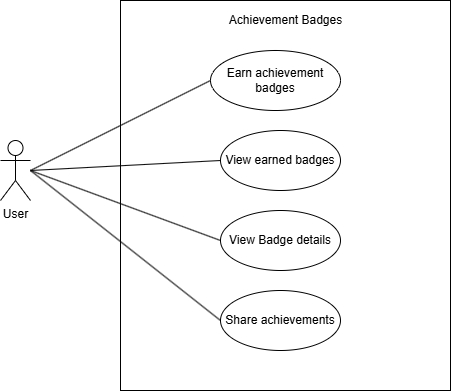 Achievement Badges
Earn achievement
badges
View earned badges
User
View Badge details
Share achievements